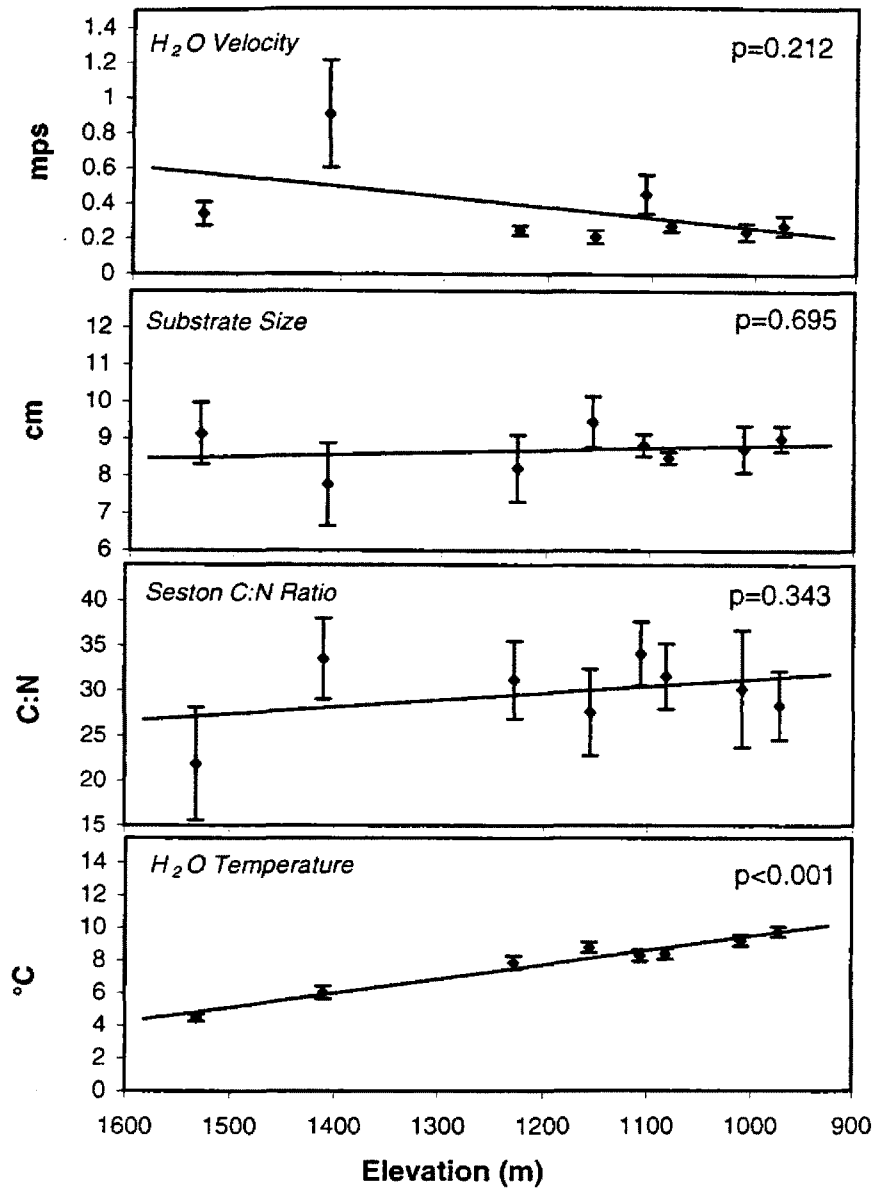 H2O Velocity
p=0.212
mps
1.4
1.2
1
0.8
0.6
0.4
0.2
0
Substrate Size
p=0.695
cm
12
11
10
9
8
7
6
Seston C:N Ratio
p=0.343
C:N
40
35
30
25
20
15
H2O Temperature
p<0.001
°C
14
12
10
8
6
4
2
0
1600 1500 1400 1300 1200 1100 1000 900
Elevation (m)